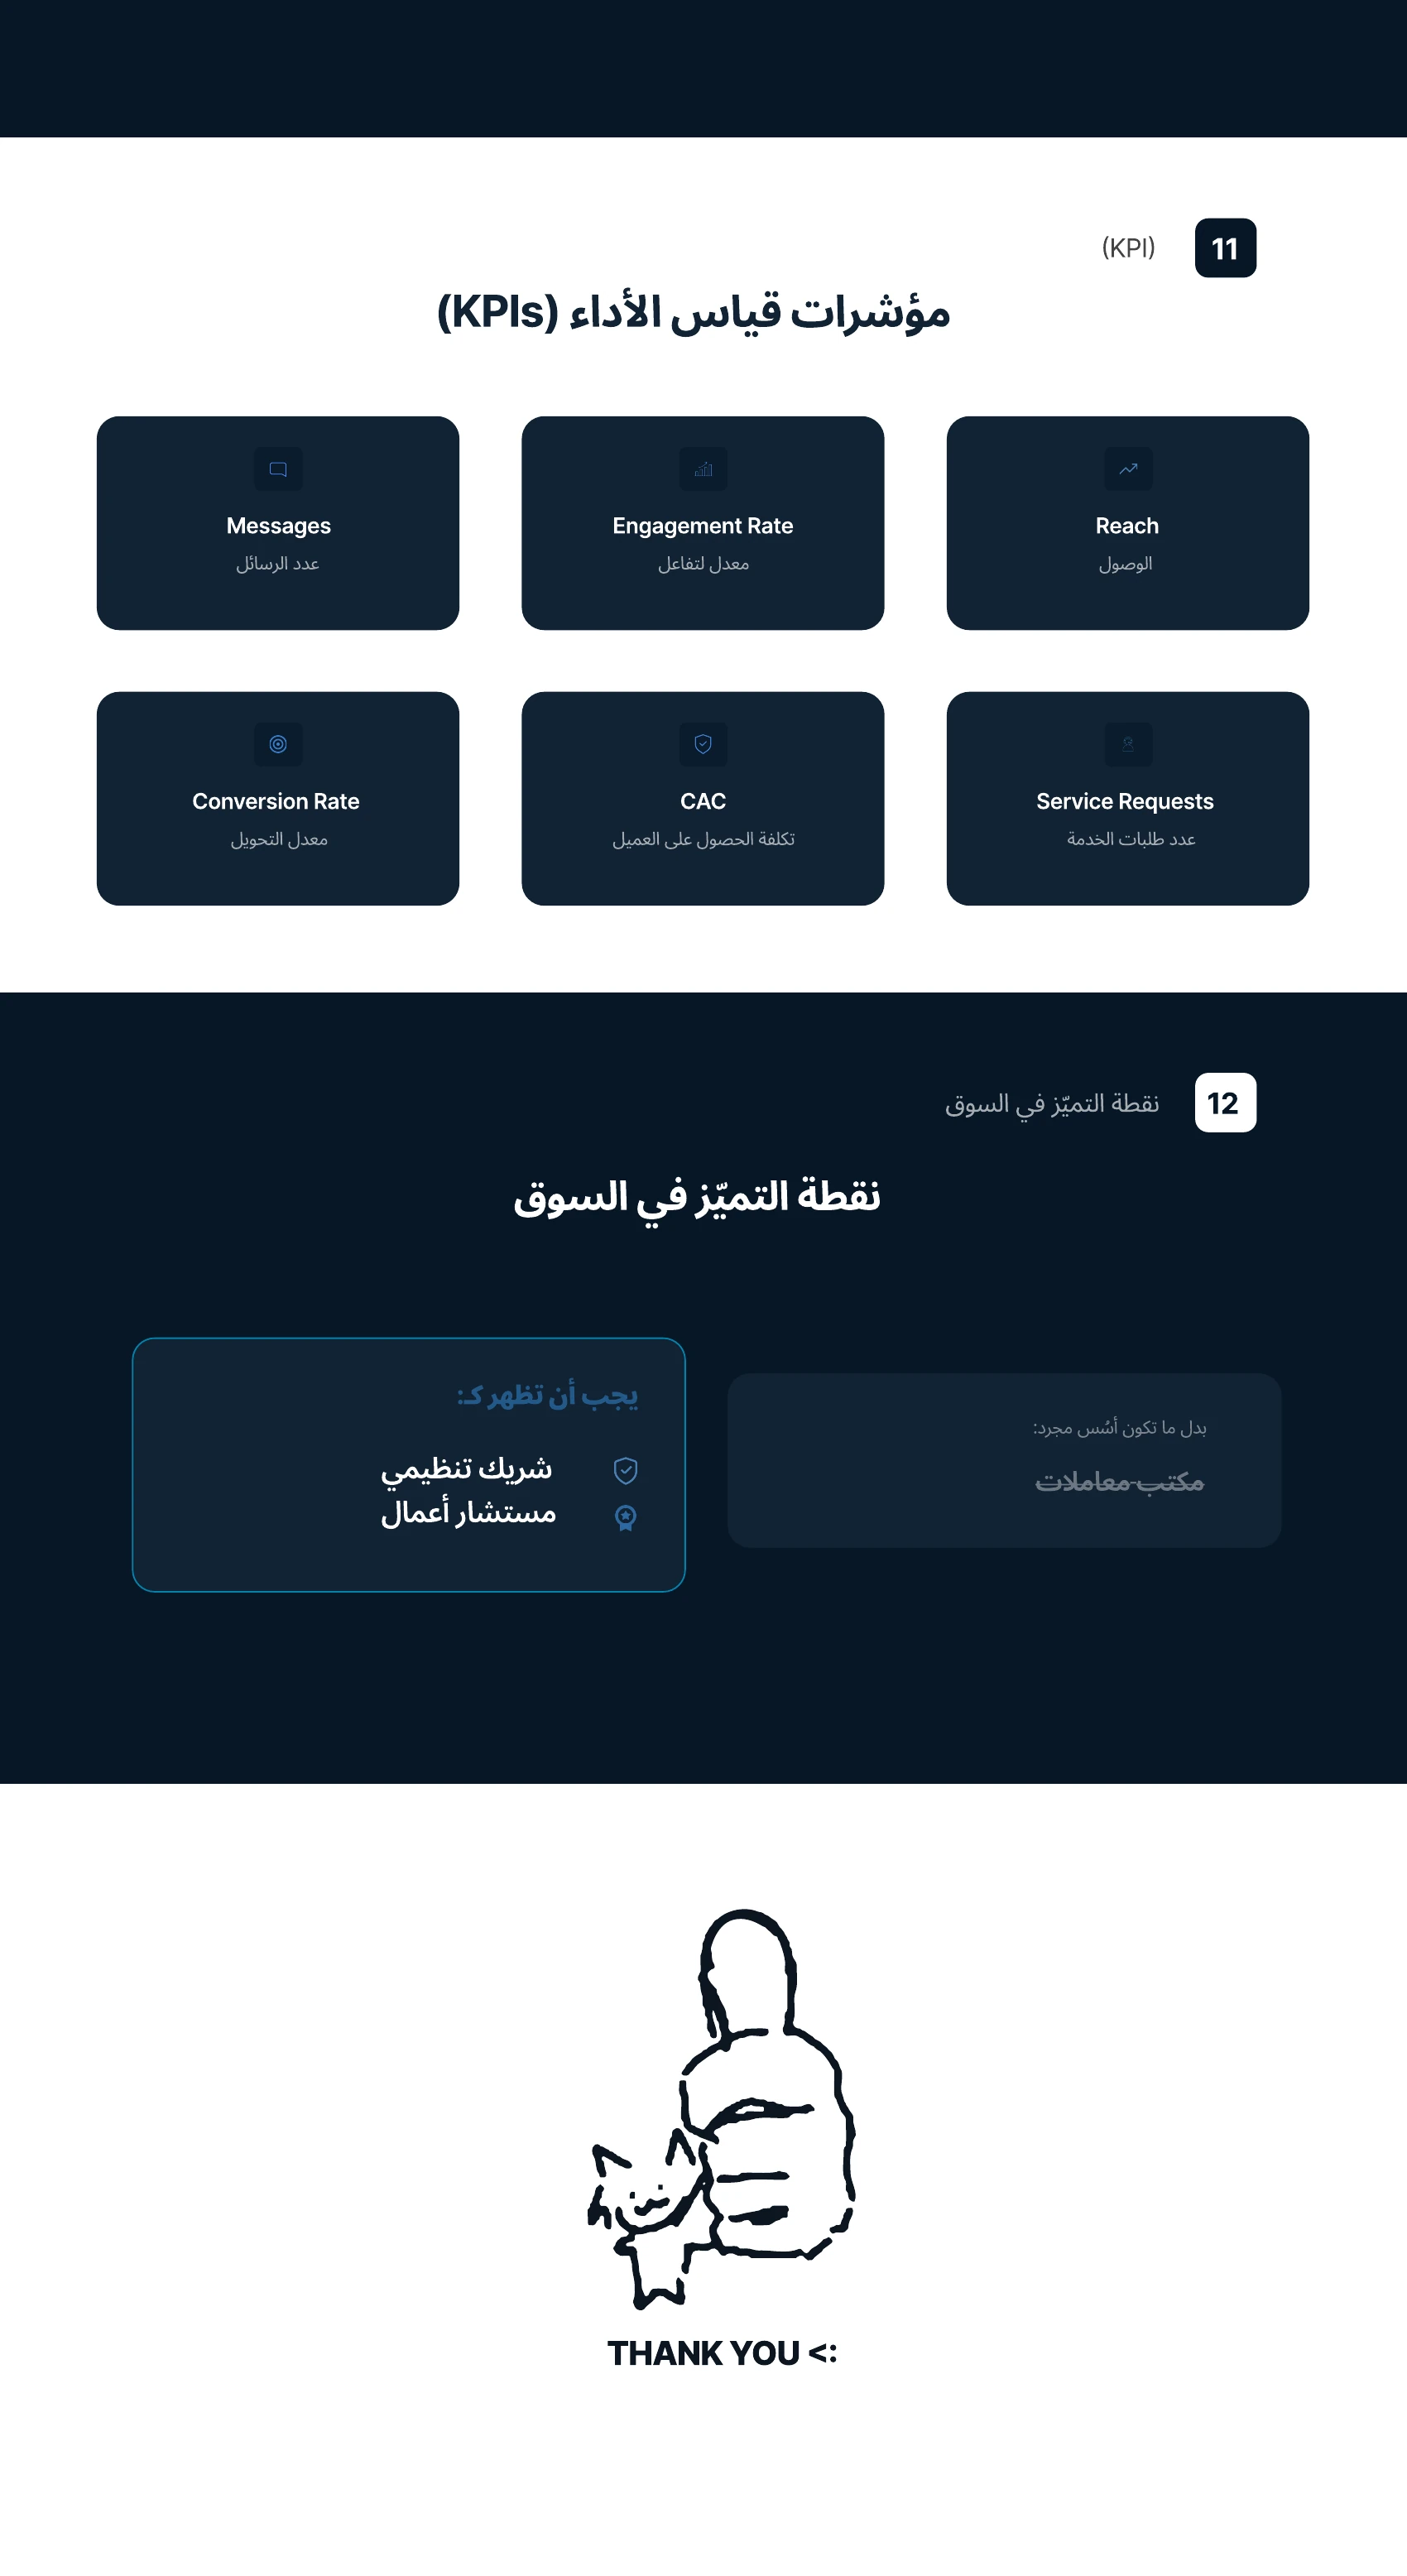 11
(KPI)
مؤشرات قياس الأداء (KPIs)
Reach
الوصول
Engagement Rate
معدل لتفاعل
Messages
عدد الرسائل
Service Requests
عدد طلبات الخدمة
CAC
تكلفة الحصول على العميل
Conversion Rate
معدل التحويل
12
نقطة التميّز في السوق
نقطة التميّز في السوق
بدل ما تكون أسُس مجرد:
مكتب معاملات
يجب أن تظهر كـ:
شريك تنظيمي
مستشار أعمال
THANK YOU <: